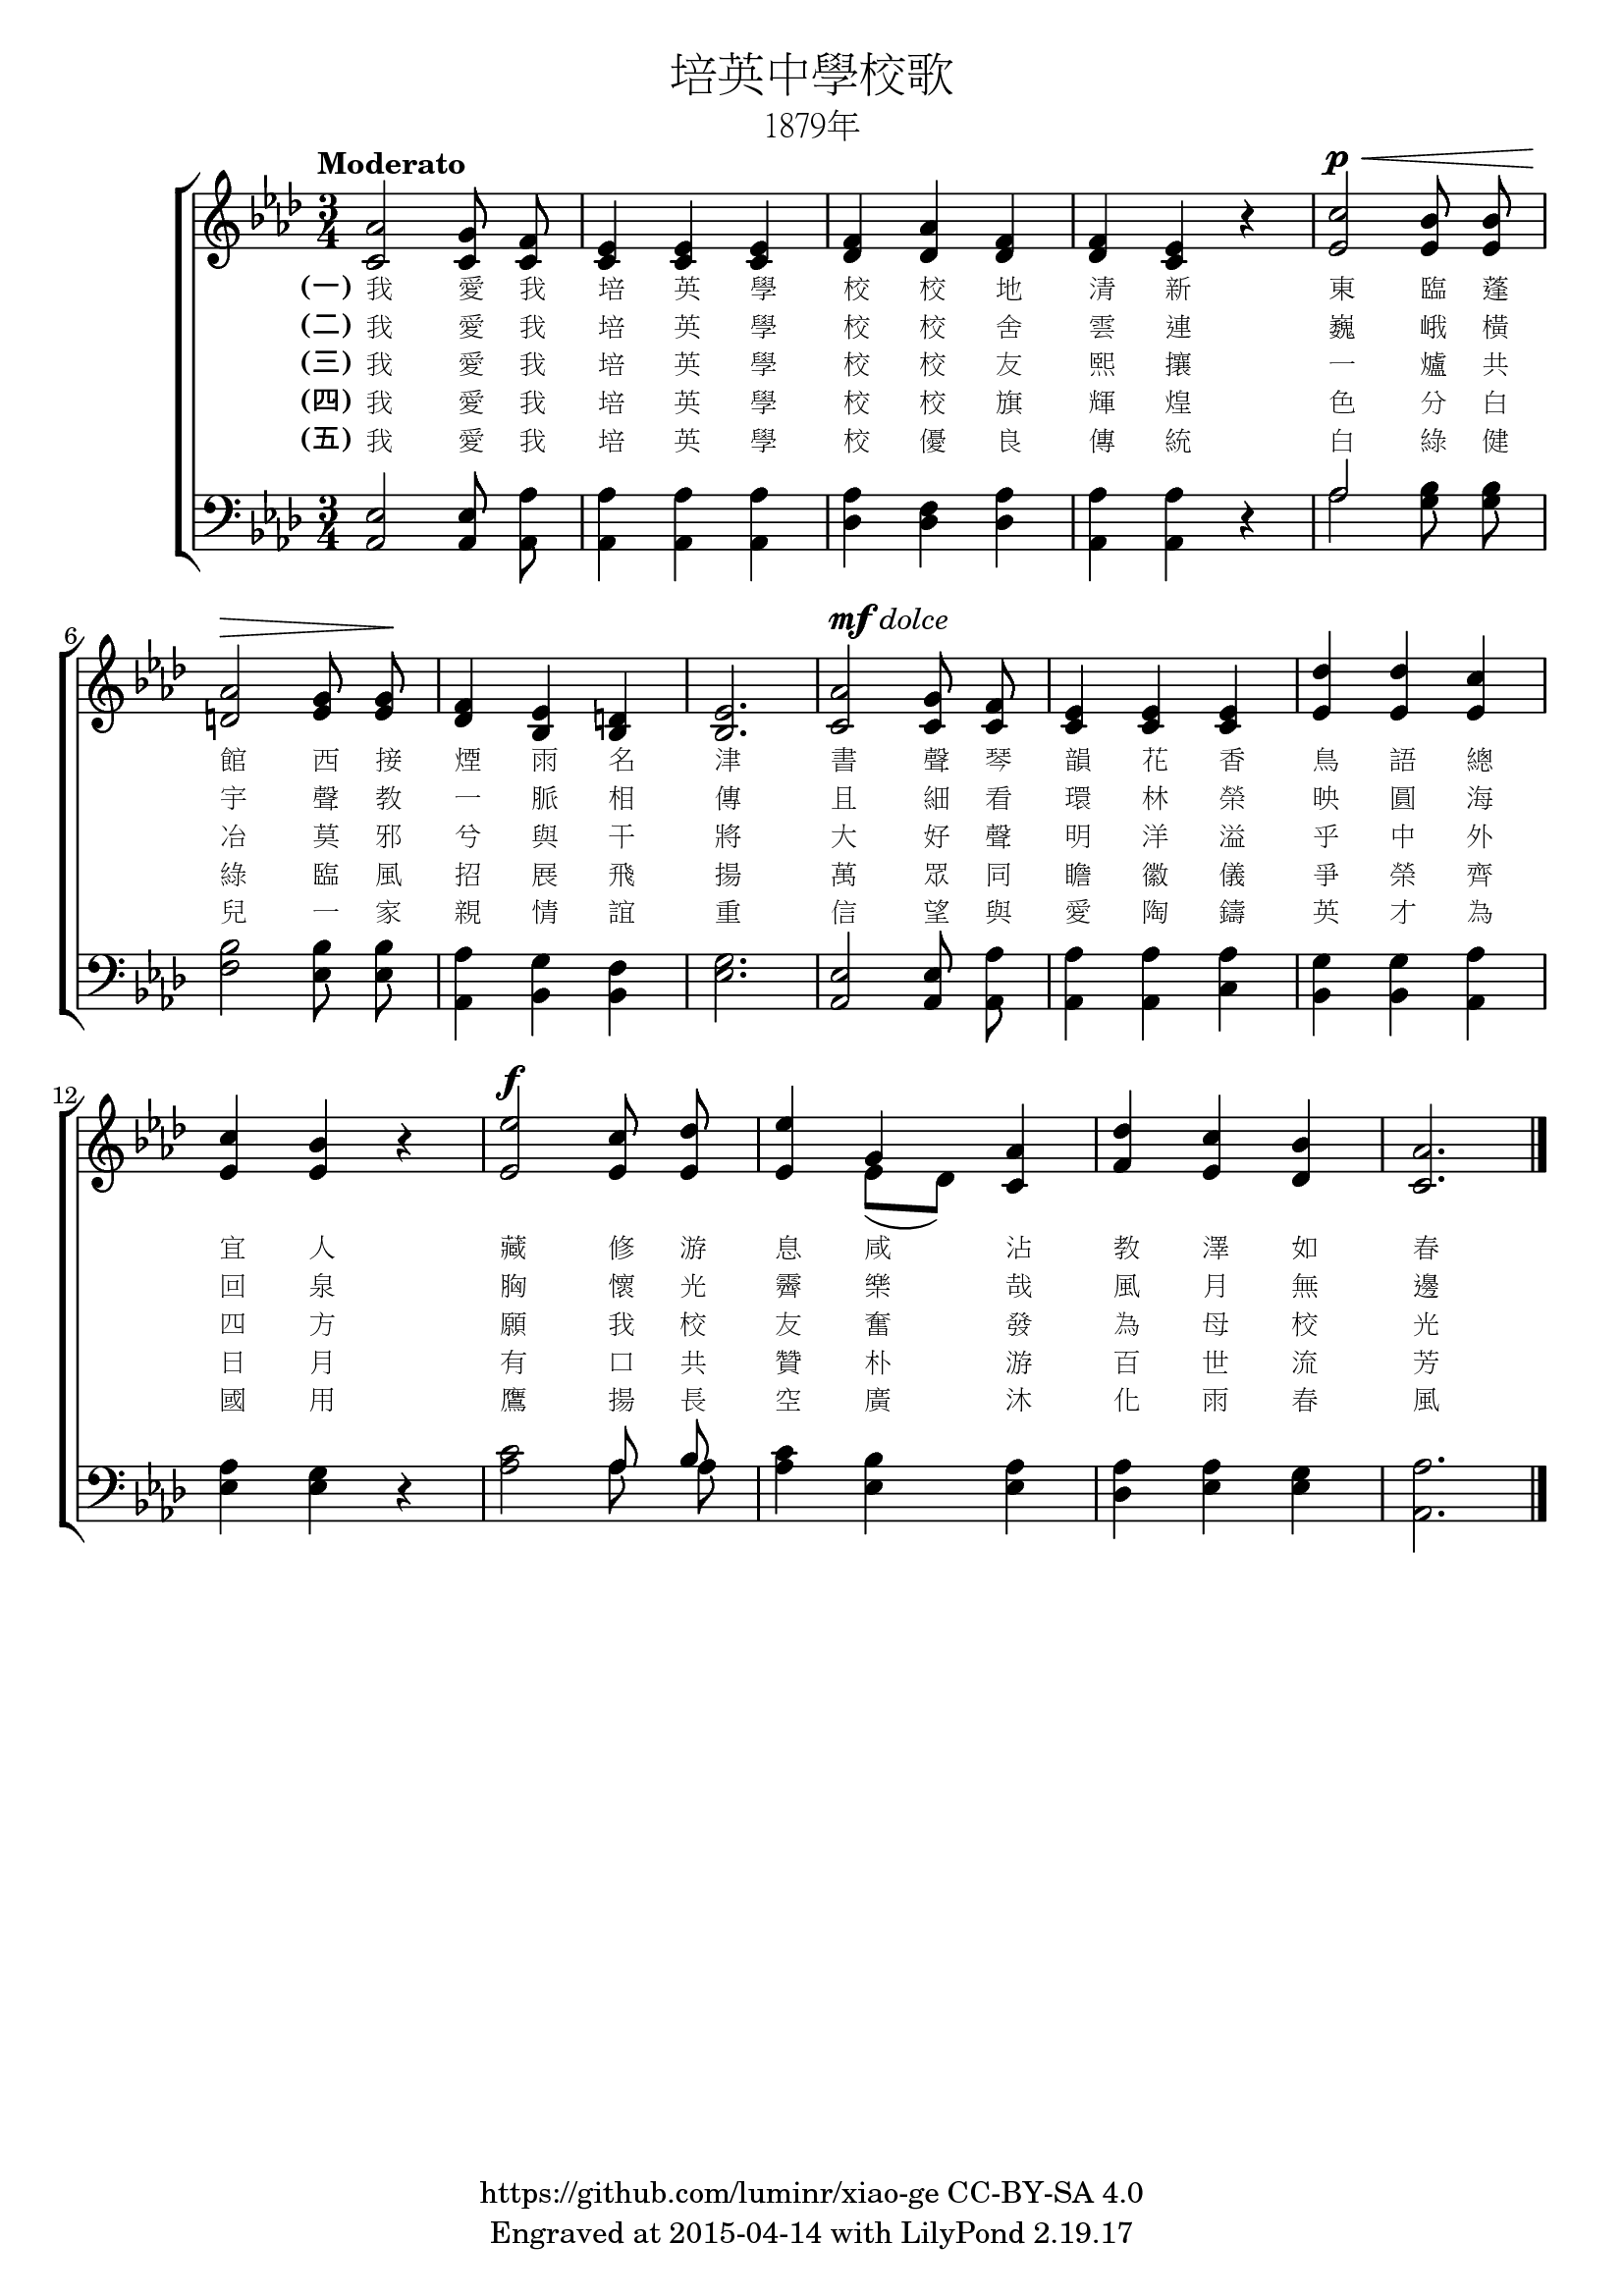 培英中學校歌
1879年
Moderato
p
(一) 我 愛 我 培 英 學 校 校 地 清 新 東 臨 蓬
(二) 我 愛 我 培 英 學 校 校 舍 雲 連 巍 峨 橫
(三) 我 愛 我 培 英 學 校 校 友 熙 攘 一 爐 共
(四) 我 愛 我 培 英 學 校 校 旗 輝 煌 色 分 白
(五) 我 愛 我 培 英 學 校 優 良 傳 統 白 綠 健
6
mf dolce
館 西 接 煙 雨 名 津 書 聲 琴 韻 花 香 鳥 語 總
宇 聲 教 一 脈 相 傳 且 細 看 環 林 榮 映 圓 海
冶 莫 邪 兮 與 干 將 大 好 聲 明 洋 溢 乎 中 外
綠 臨 風 招 展 飛 揚 萬 眾 同 瞻 徽 儀 爭 榮 齊
兒 一 家 親 情 誼 重 信 望 與 愛 陶 鑄 英 才 為
12
f
宜 人 藏 修 游 息 咸 沾 教 澤 如 春
回 泉 胸 懷 光 霽 樂 哉 風 月 無 邊
四 方 願 我 校 友 奮 發 為 母 校 光
日 月 有 口 共 贊 朴 游 百 世 流 芳
國 用 鷹 揚 長 空 廣 沐 化 雨 春 風
https://github.com/luminr/xiao-ge CC-BY-SA 4.0
Engraved at 2015-04-14 with LilyPond 2.19.17